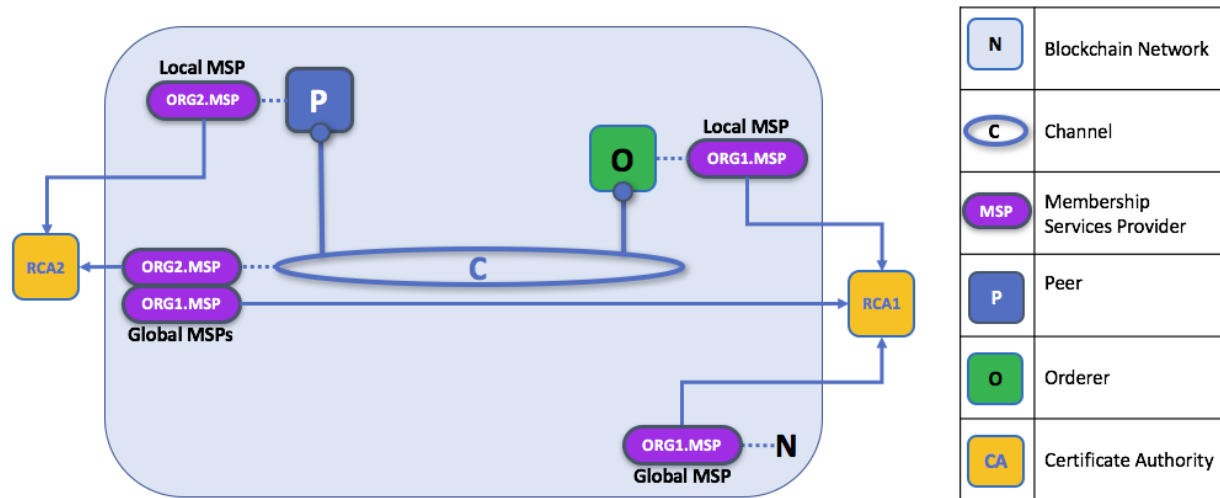 Local MSP
ORG2.MSP
P
Local MSP
O
ORG1.MSP
RCA2
ORG2.MSP
C
ORG1.MSP
RCA1
Global MSPs
ORG1.MSP
N
Global MSP
N
Blockchain Network
C
Channel
MSP
Membership
Services Provider
P
Peer
O
Orderer
CA
Certificate Authority